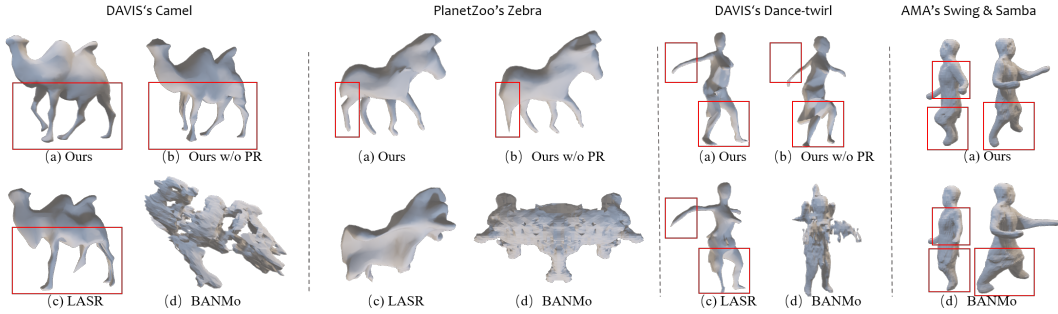 DAVIS‘s Camel
PlanetZoo’s Zebra
DAVIS‘s Dance-twirl
AMA’s Swing & Samba
(a) Ours
(b) Ours w/o PR
(a) Ours
(b) Ours w/o PR
(a) Ours
(b) Ours w/o PR
(a) Ours
(c) LASR
(d) BANMo
(c) LASR
(d) BANMo
(c) LASR
(d) BANMo
(d) BANMo